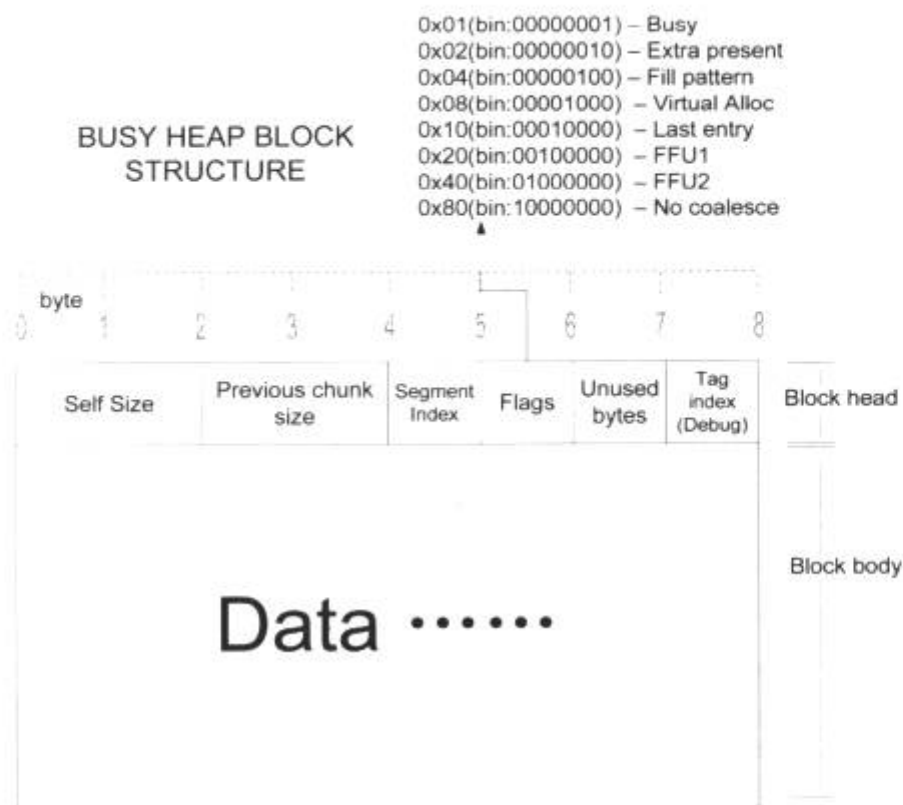 0x01(bin:00000001) – Busy
0x02(bin:00000010) – Extra present
0x04(bin:00000100) – Fill pattern
0x08(bin:00001000) – Virtual Alloc
0x10(bin:00010000) – Last entry
0x20(bin:00100000) – FFU1
0x40(bin:01000000) – FFU2
0x80(bin:10000000) – No coalesce
BUSY HEAP BLOCK
STRUCTURE
byte
0 1 2 3 4 5 6 7 8
Self Size
Previous chunk
size
Segment
Index
Flags
Unused
bytes
Tag
index
(Debug)
Block head
Data ······
Block body